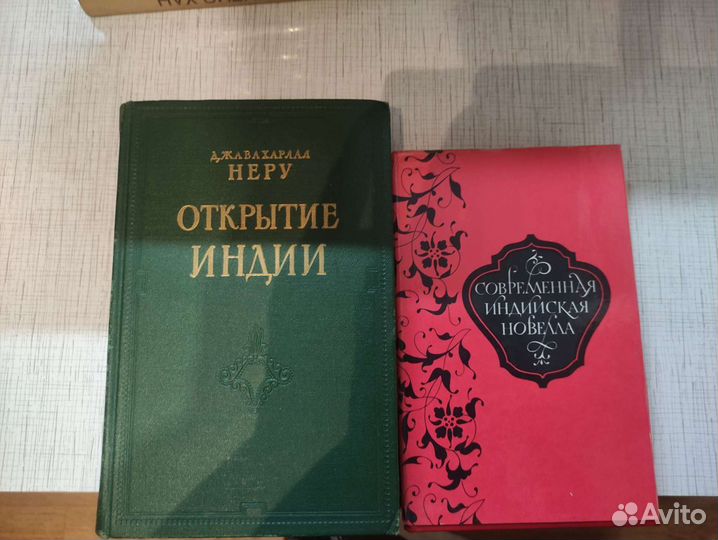 ДЖАВАХАРЛАЛ
НЕРУ
ОТКРЫТИЕ
ИНДИИ
СОВРЕМЕННАЯ
ИНДИЙСКАЯ
НОВЕЛЛА
Avito